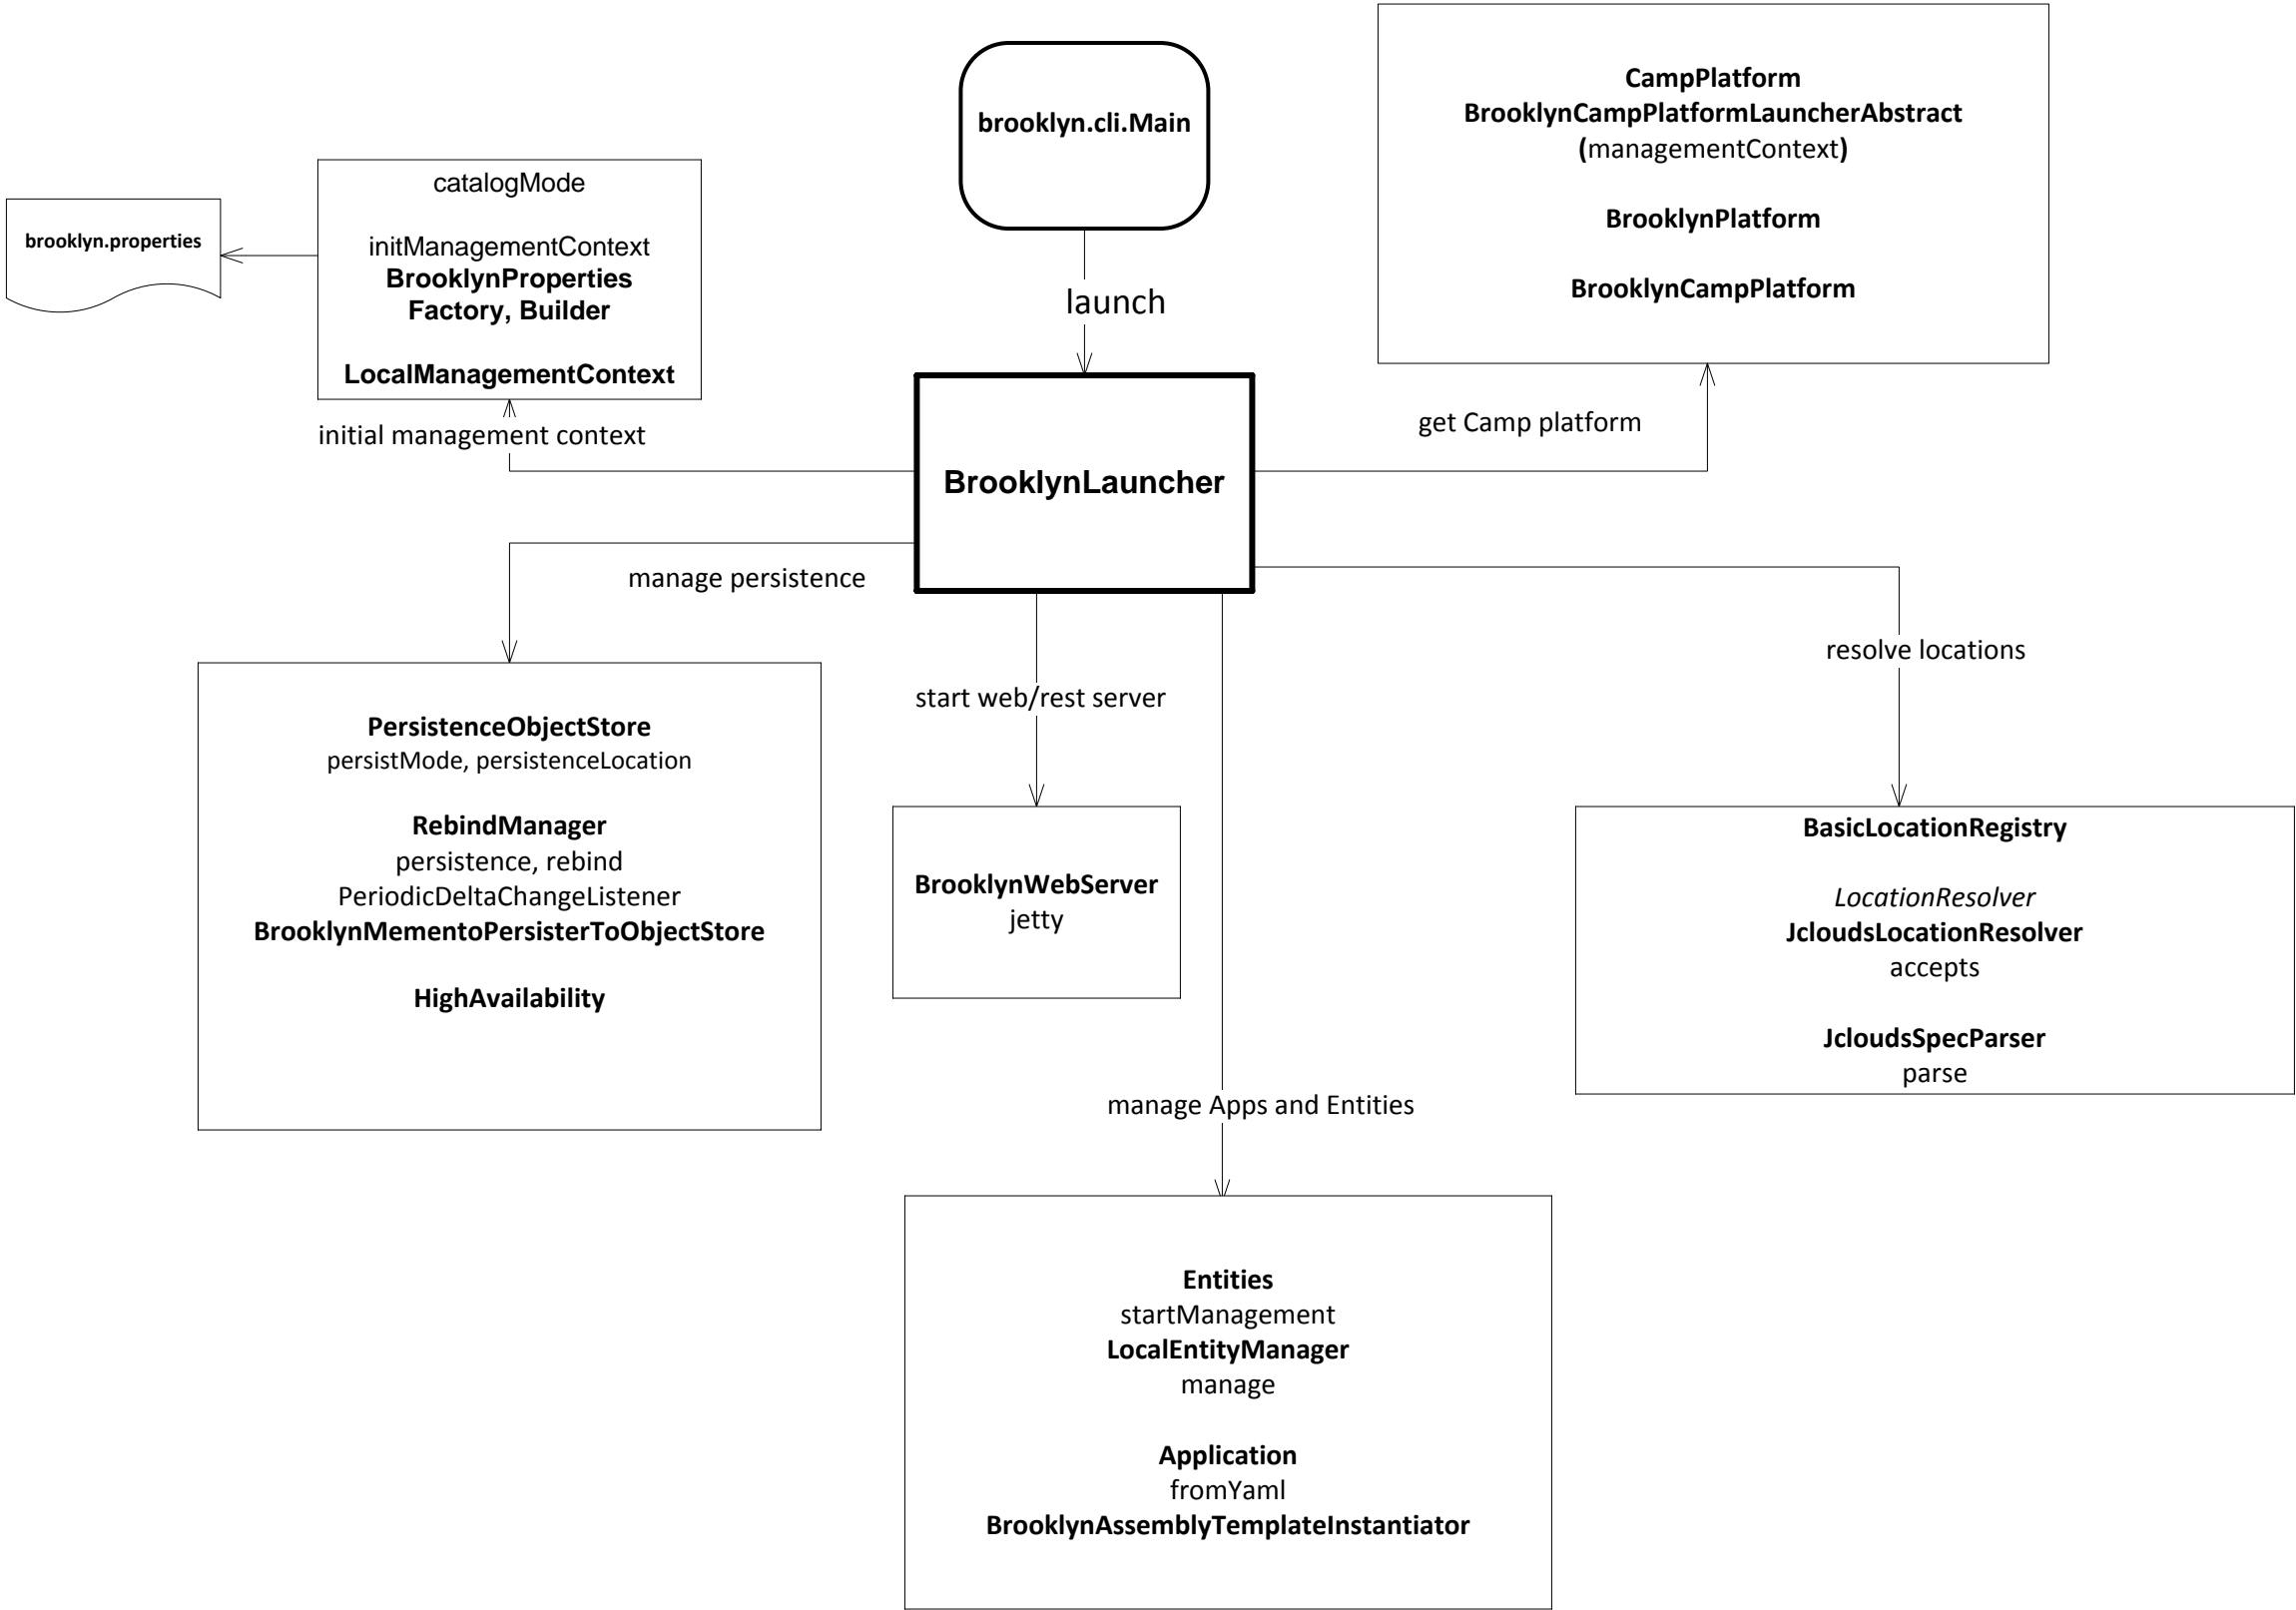 brooklyn.cli.Main
CampPlatform
BrooklynCampPlatformLauncherAbstract
(managementContext)
BrooklynPlatform
BrooklynCampPlatform
catalogMode
initManagementContext
BrooklynProperties
Factory, Builder
LocalManagementContext
brooklyn.properties
launch
initial management context
get Camp platform
BrooklynLauncher
manage persistence
resolve locations
start web/rest server
PersistenceObjectStore
persistMode, persistenceLocation
RebindManager
persistence, rebind
PeriodicDeltaChangeListener
BrooklynMementoPersisterToObjectStore
HighAvailability
BrooklynWebServer
jetty
BasicLocationRegistry
LocationResolver
JcloudsLocationResolver
accepts
JcloudsSpecParser
parse
manage Apps and Entities
Entities
startManagement
LocalEntityManager
manage
Application
fromYaml
BrooklynAssemblyTemplateInstantiator